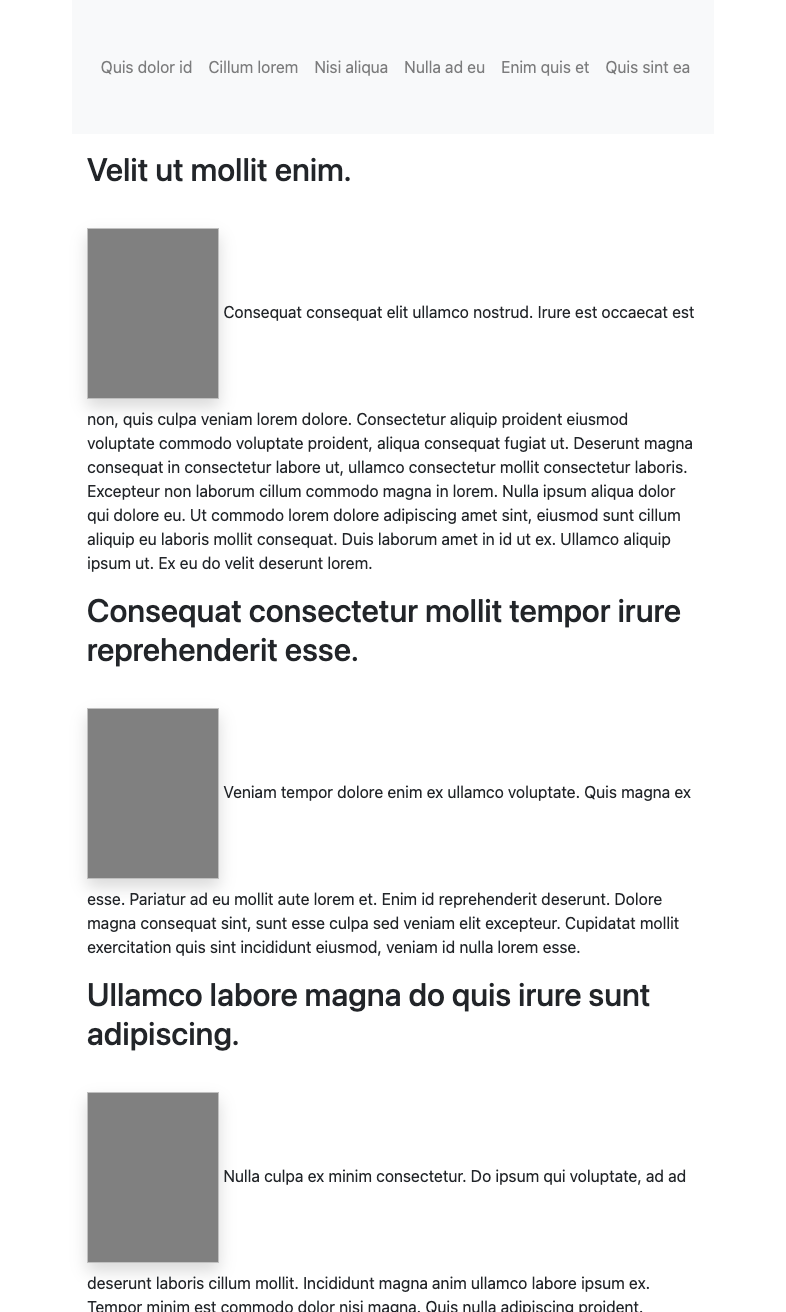 Quis dolor id Cillum lorem Nisi aliqua Nulla ad eu Enim quis et Quis sint ea
Velit ut mollit enim.
Consequat consequat elit ullamco nostrud. Irure est occaecat est
non, quis culpa veniam lorem dolore. Consectetur aliquip proident eiusmod
voluptate commodo voluptate proident, aliqua consequat fugiat ut. Deserunt magna
consequat in consectetur labore ut, ullamco consectetur mollit consectetur laboris.
Excepteur non laborum cillum commodo magna in lorem. Nulla ipsum aliqua dolor
qui dolore eu. Ut commodo lorem dolore adipiscing amet sint, eiusmod sunt cillum
aliquip eu laboris mollit consequat. Duis laborum amet in id ut ex. Ullamco aliquip
ipsum ut. Ex eu do velit deserunt lorem.
Consequat consectetur mollit tempor irure
reprehenderit esse.
Veniam tempor dolore enim ex ullamco voluptate. Quis magna ex
esse. Pariatur ad eu mollit aute lorem et. Enim id reprehenderit deserunt. Dolore
magna consequat sint, sunt esse culpa sed veniam elit excepteur. Cupidatat mollit
exercitation quis sint incididunt eiusmod, veniam id nulla lorem esse.
Ullamco labore magna do quis irure sunt
adipiscing.
Nulla culpa ex minim consectetur. Do ipsum qui voluptate, ad ad
deserunt laboris cillum mollit. Incididunt magna anim ullamco labore ipsum ex.
Tempor minim est commodo dolor nisi magna. Quis nulla adipiscing proident.